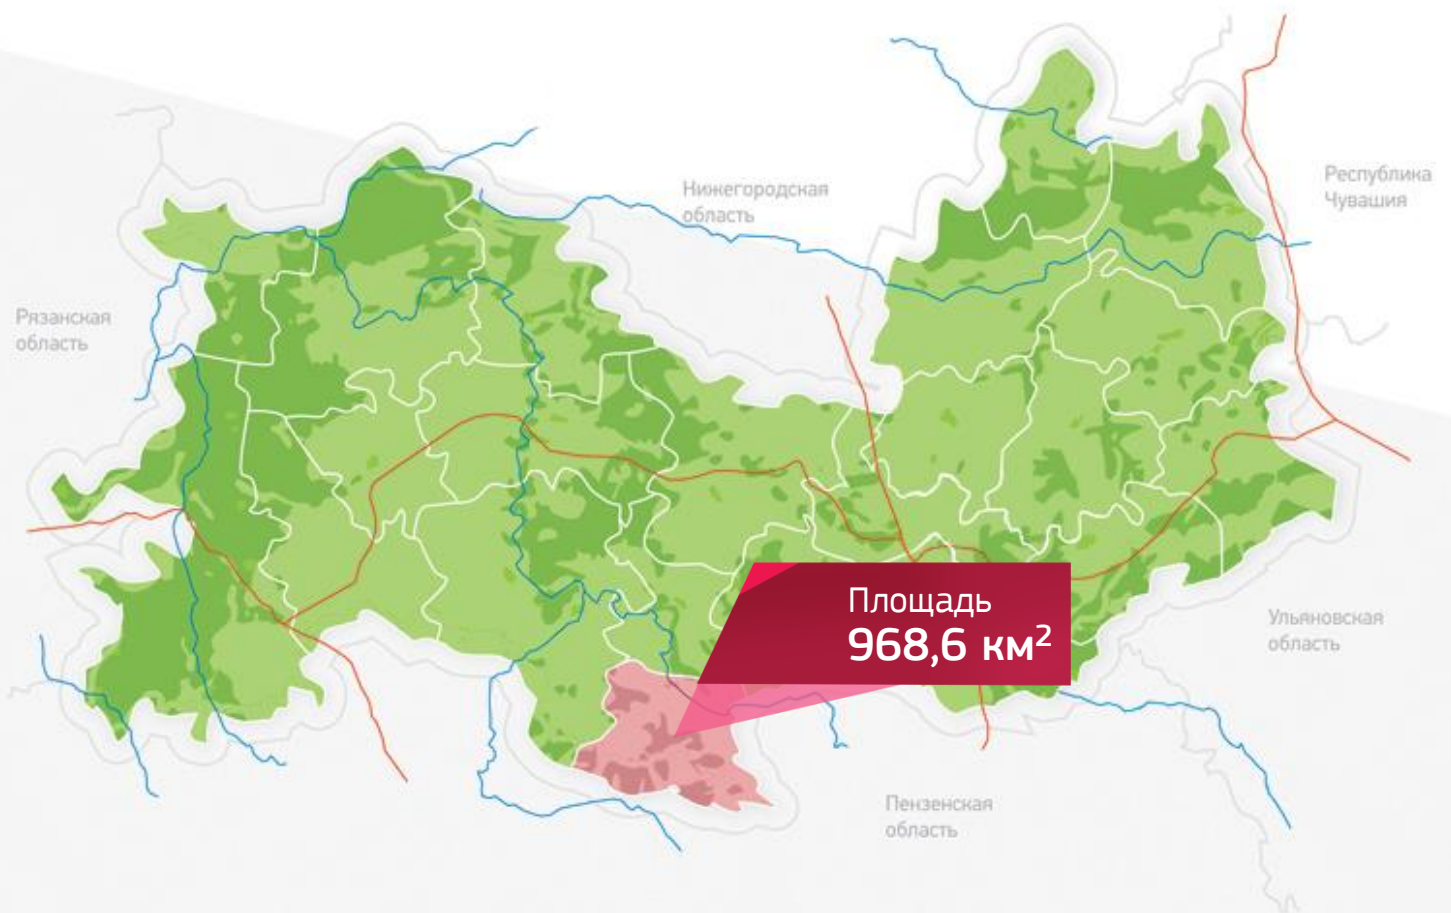 Нижегородская
область
Республика
Чувашия
Рязанская
область
Площадь
968,6 км²
Ульяновская
область
Пензенская
область